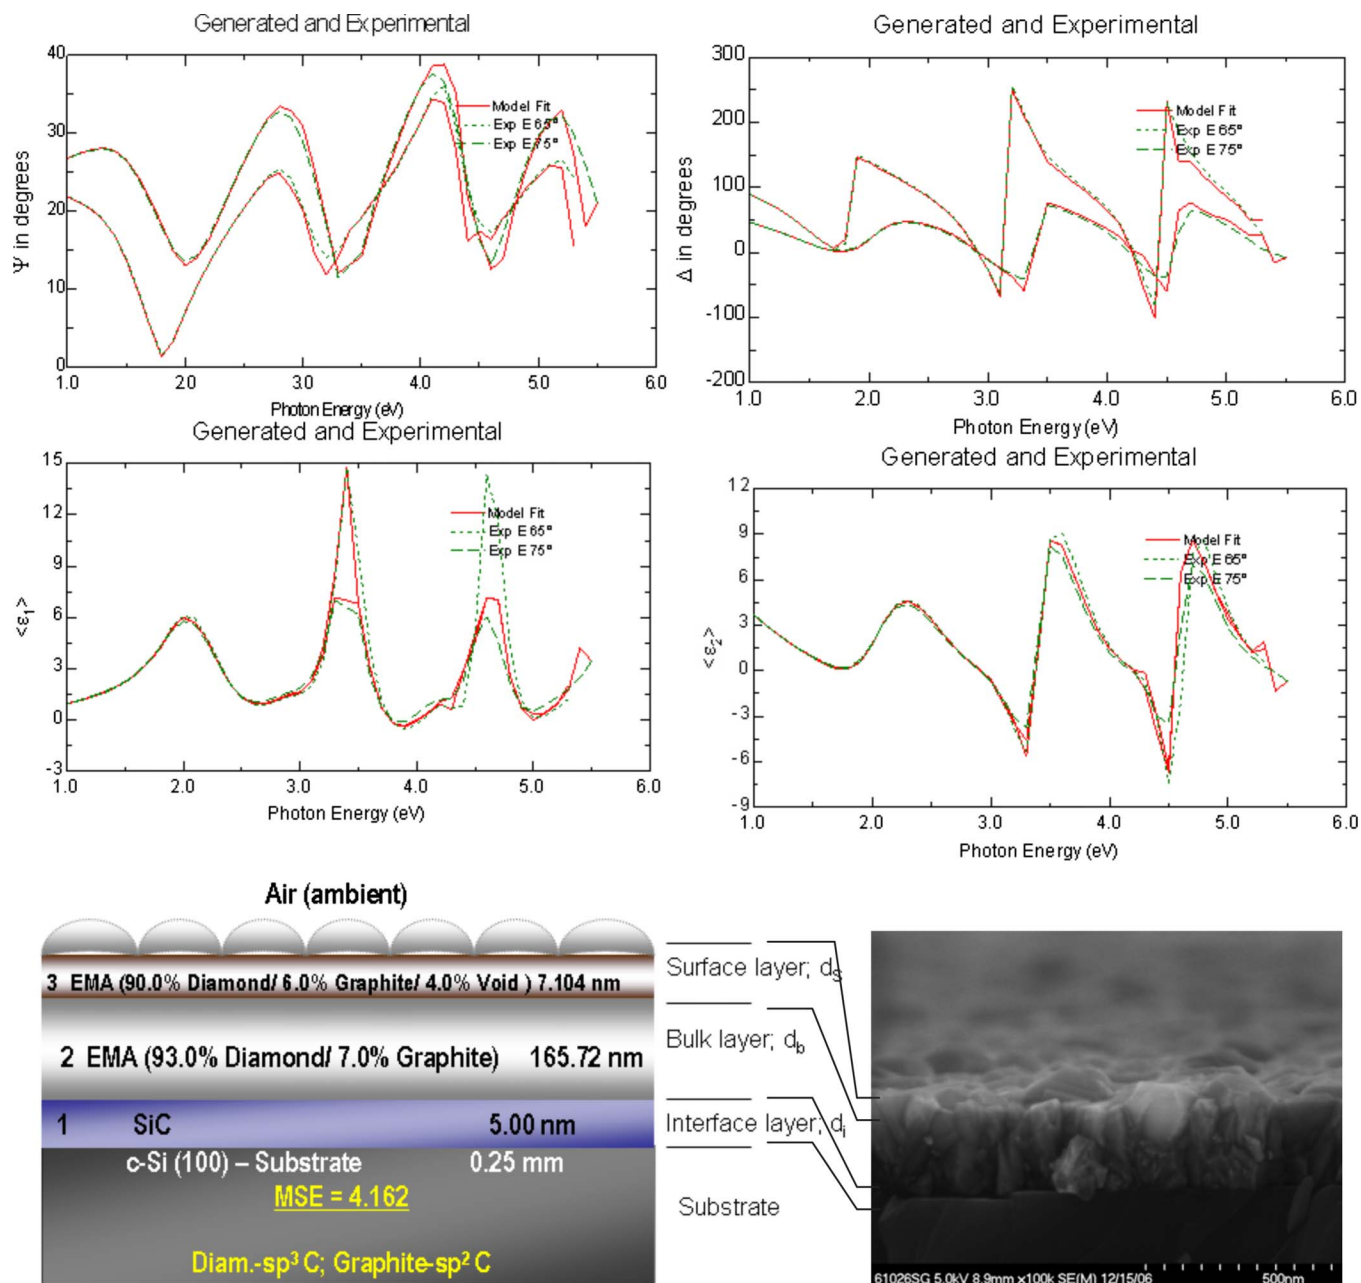 Generated and Experimental
40
30
20
10
0
Ψ in degrees
Model Fit
Exp E 65°
Exp E 75°
1.0 2.0 3.0 4.0 5.0 6.0
Photon Energy (eV)
Generated and Experimental
300
200
100
0
-100
-200
Δ in degrees
Model Fit
Exp E 65°
Exp E 75°
1.0 2.0 3.0 4.0 5.0 6.0
Photon Energy (eV)
Generated and Experimental
15
12
9
6
3
0
-3
<ε₁>
Model Fit
Exp E 65°
Exp E 75°
1.0 2.0 3.0 4.0 5.0 6.0
Photon Energy (eV)
Generated and Experimental
12
9
6
3
0
-3
-6
-9
<ε₂>
Model Fit
Exp E 65°
Exp E 75°
1.0 2.0 3.0 4.0 5.0 6.0
Photon Energy (eV)
Air (ambient)
3 EMA (90.0% Diamond/ 6.0% Graphite/ 4.0% Void ) 7.104 nm
2 EMA (93.0% Diamond/ 7.0% Graphite) 165.72 nm
1 SiC 5.00 nm
c-Si (100) – Substrate 0.25 mm
MSE = 4.162
Diam.-sp³ C; Graphite-sp² C
Surface layer; dₛ
Bulk layer; d_b
Interface layer; dᵢ
Substrate
61026SG 5.0kV 8.9mm x100k SE(M) 12/15/06 500nm